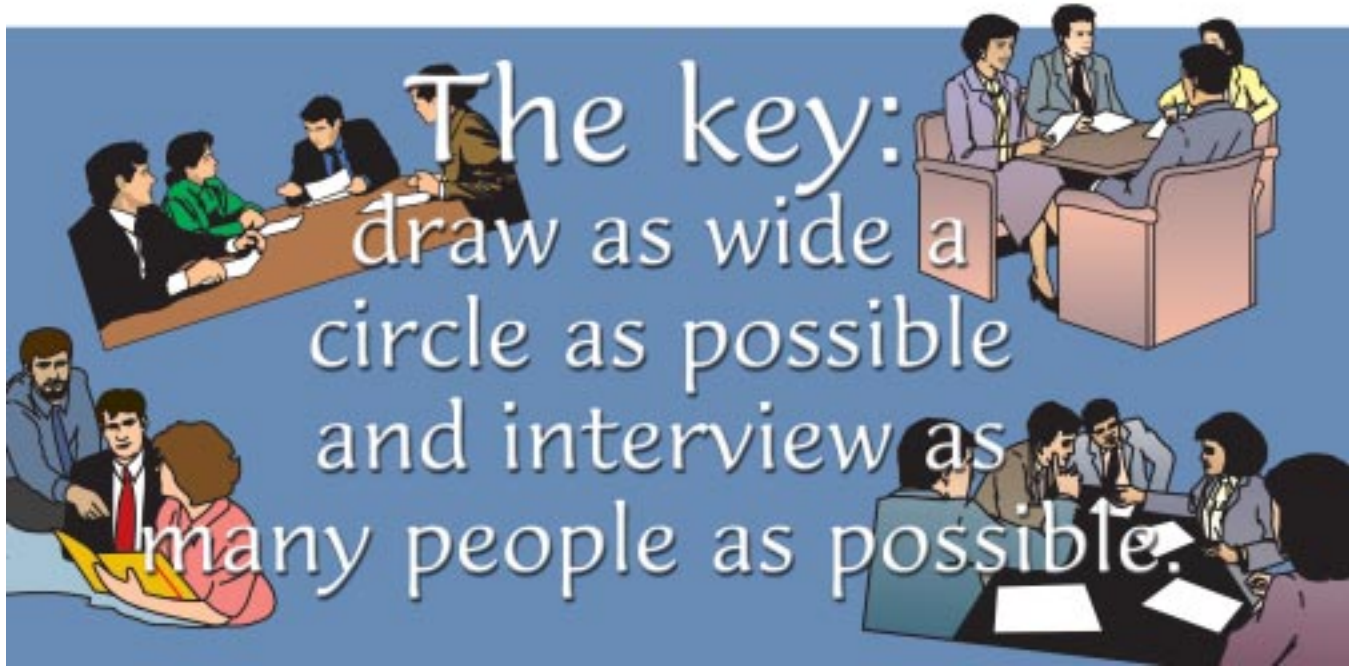 The key:
draw as wide a
circle as possible
and interview as
many people as possible.